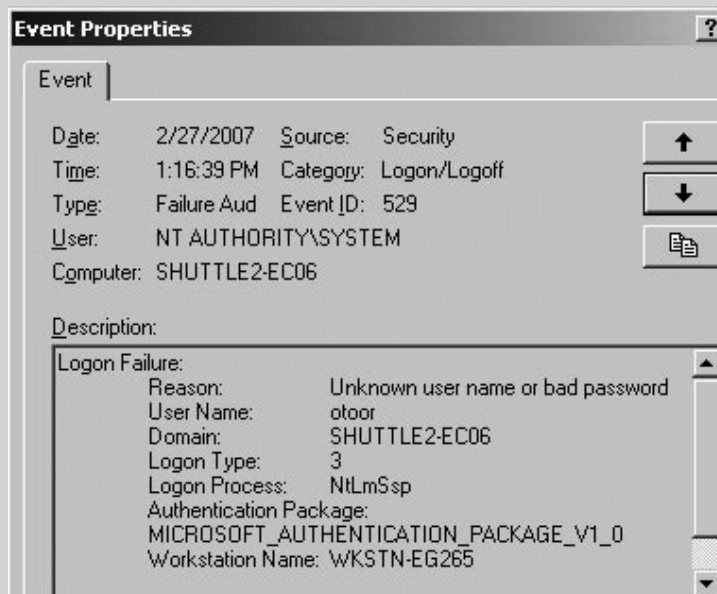 Event Properties
?
Event
Date: 2/27/2007 Source: Security
Time: 1:16:39 PM Category: Logon/Logoff
Type: Failure Aud Event ID: 529
User: NT AUTHORITY\SYSTEM
Computer: SHUTTLE2-EC06
Description:
Logon Failure:
Reason: Unknown user name or bad password
User Name: otoor
Domain: SHUTTLE2-EC06
Logon Type: 3
Logon Process: NtLmSsp
Authentication Package:
MICROSOFT_AUTHENTICATION_PACKAGE_V1_0
Workstation Name: WKSTN-EG265